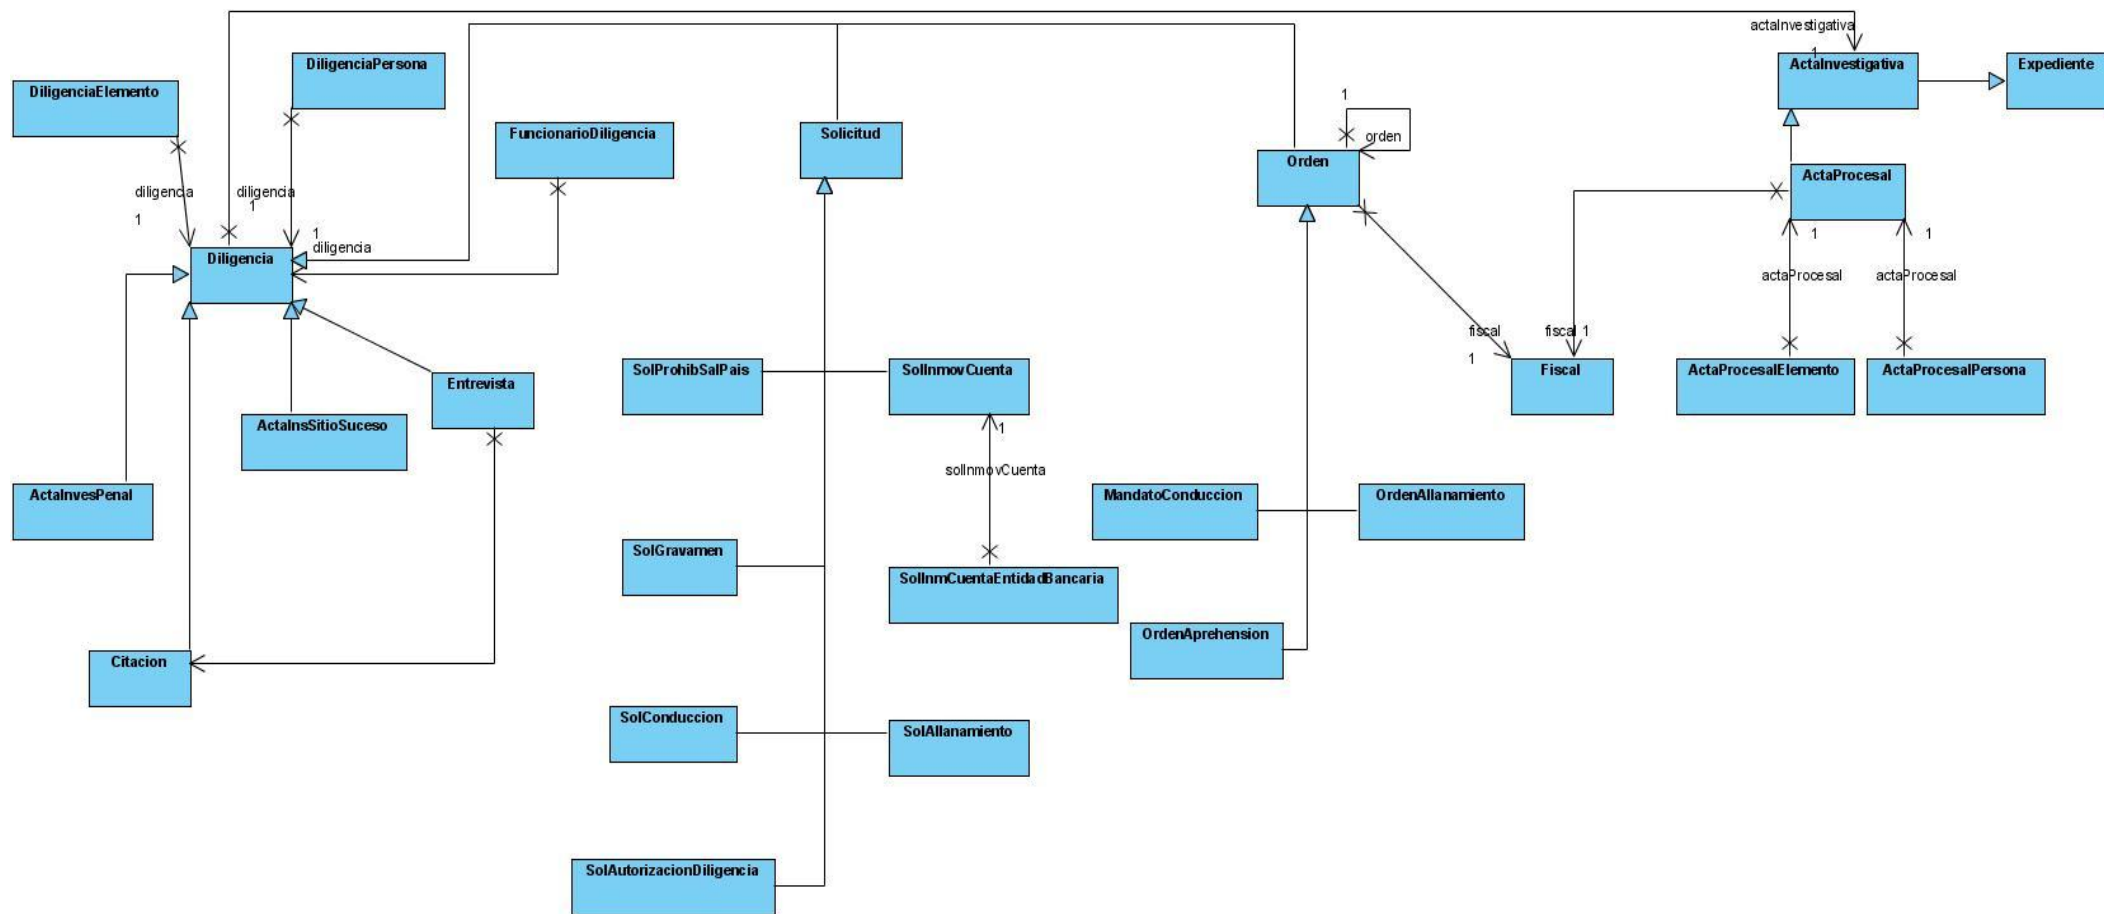 actaInvestigativa
1
DiligenciaPersona
ActaInvestigativa
Expediente
DiligenciaElemento
1
FuncionarioDiligencia
Solicitud
orden
Orden
ActaProcesal
diligencia
diligencia
1
1
1
diligencia
1
1
Diligencia
actaProcesal
actaProcesal
fiscal
fiscal 1
1
SolProhibSalPais
SolInmovCuenta
Fiscal
ActaProcesalElemento
ActaProcesalPersona
Entrevista
ActaInsSitioSuceso
1
solInmovCuenta
ActaInvesPenal
MandatoConduccion
OrdenAllanamiento
SolGravamen
SolInmCuentaEntidadBancaria
OrdenAprehension
Citacion
SolConduccion
SolAllanamiento
SolAutorizacionDiligencia